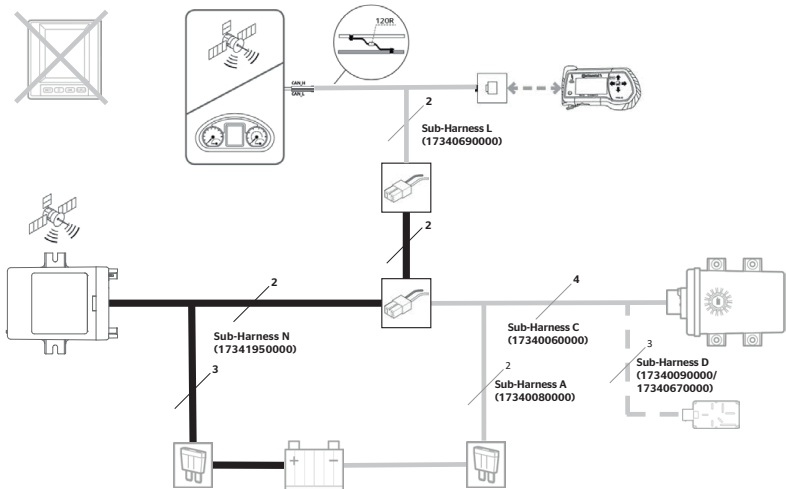 120R
CAN_H
CAN_L
2
Sub-Harness L
(17340690000)
2
2
4
Sub-Harness N
(17341950000)
Sub-Harness C
(17340060000)
3
2
Sub-Harness A
(17340080000)
3
Sub-Harness D
(17340090000/
17340670000)
+ −